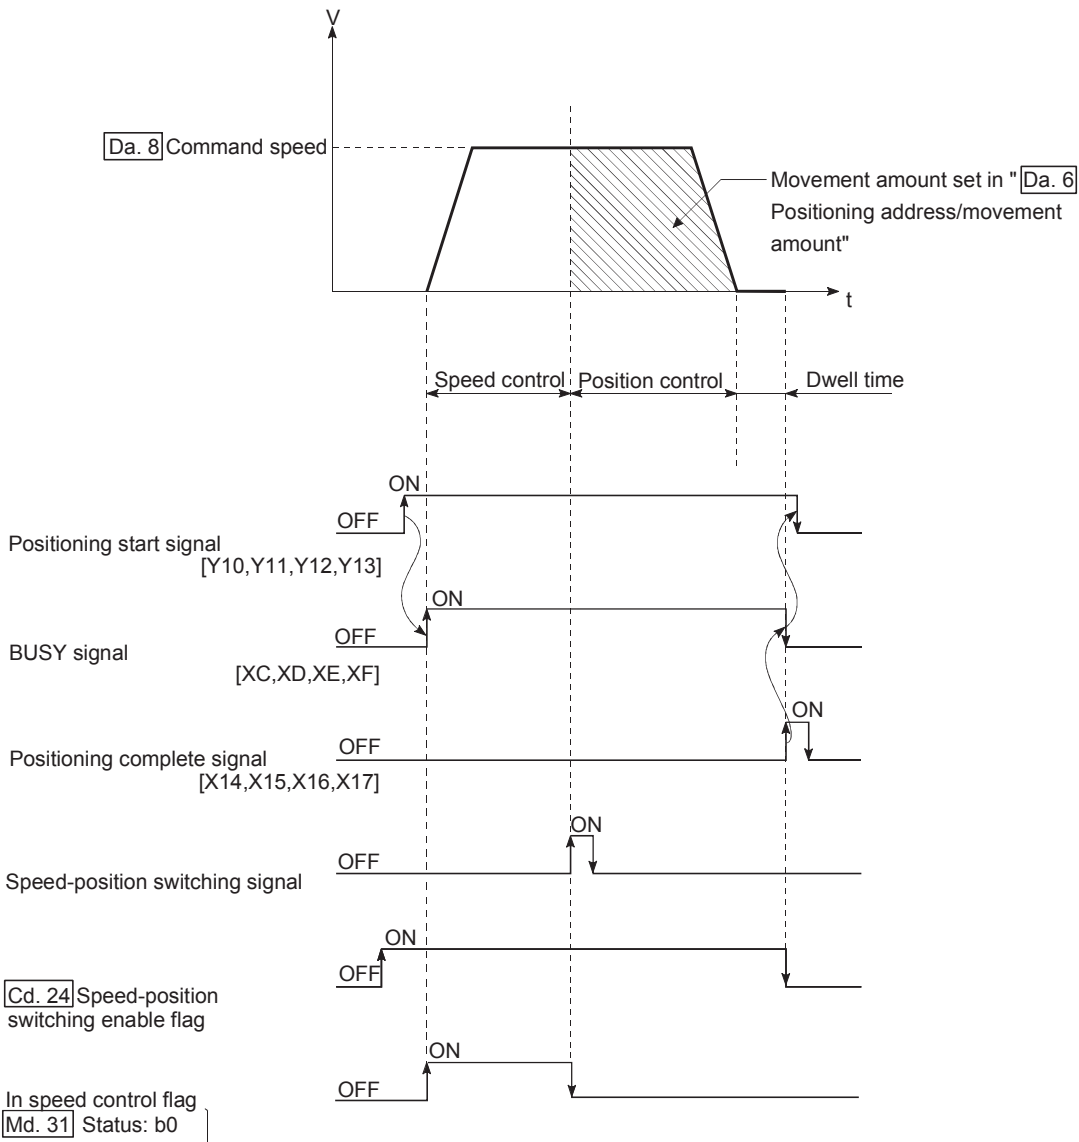 V
Da. 8 Command speed
Movement amount set in " Da. 6
Positioning address/movement
amount"
t
Speed control Position control Dwell time
ON
OFF
Positioning start signal
[Y10,Y11,Y12,Y13]
ON
OFF
BUSY signal
[XC,XD,XE,XF]
ON
OFF
Positioning complete signal
[X14,X15,X16,X17]
ON
OFF
Speed-position switching signal
ON
OFF
Cd. 24 Speed-position
switching enable flag
ON
OFF
In speed control flag
Md. 31 Status: b0